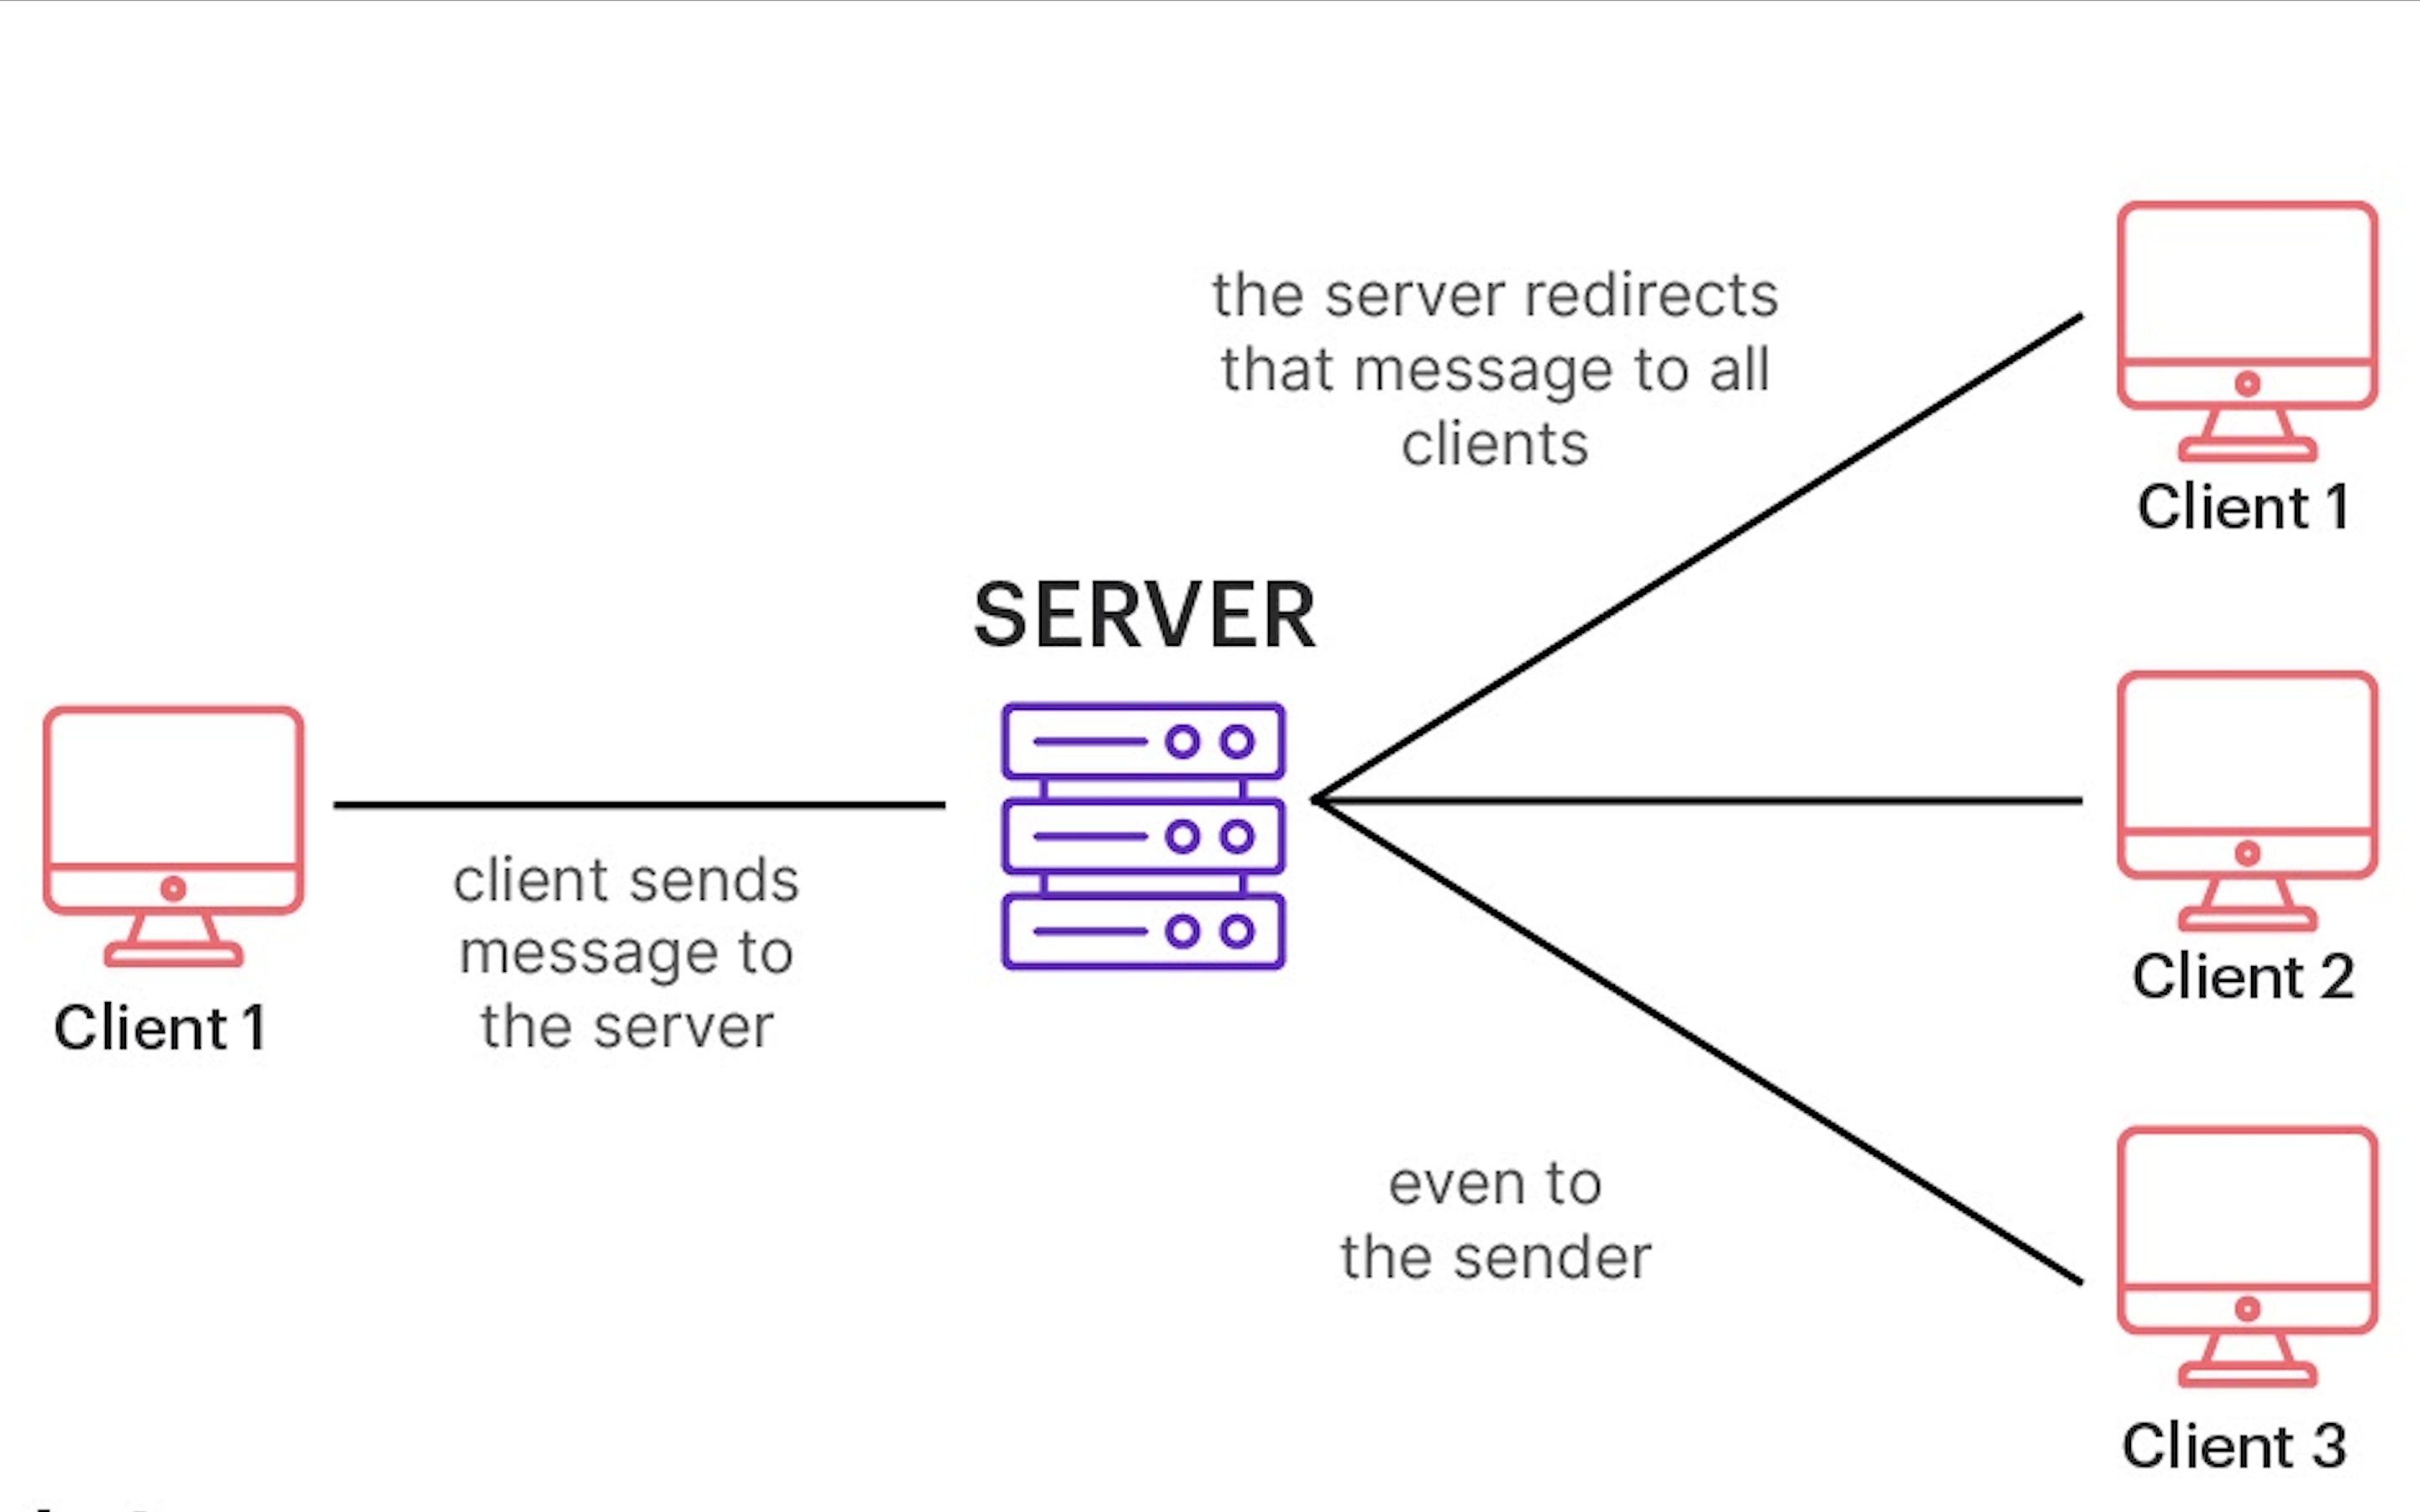 the server redirects
that message to all
clients
Client 1
SERVER
client sends
message to
the server
Client 1
Client 2
even to
the sender
Client 3